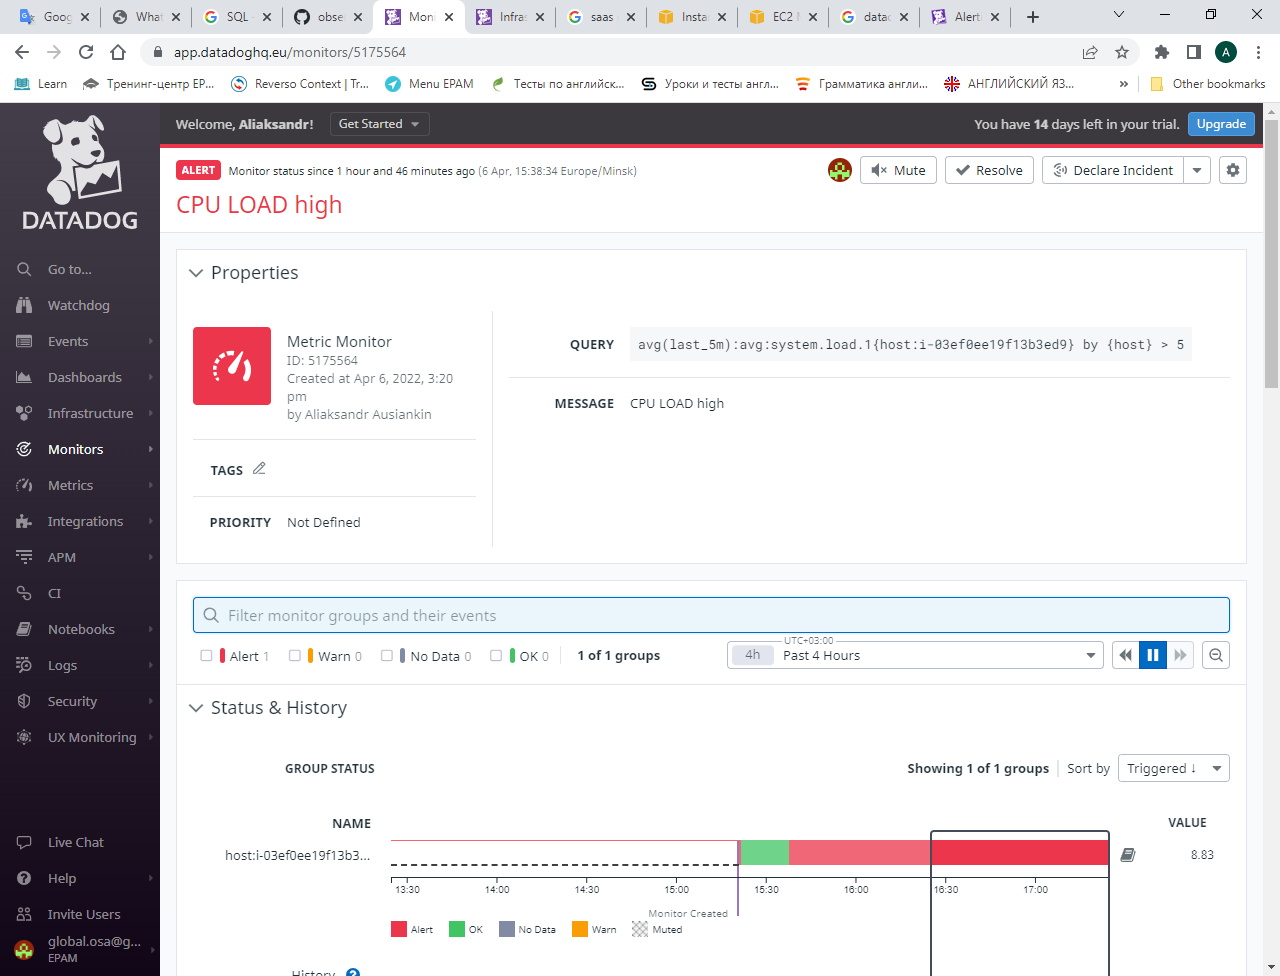 Goog
What
SQL
obse
Moni
Infras
saas
Insta
EC2
datad
Alerti
app.datadoghq.eu/monitors/5175564
A
Learn
Тренинг-центр EP...
Reverso Context | Tr...
Menu EPAM
Тесты по английск...
Уроки и тесты англ...
Грамматика англи...
АНГЛИЙСКИЙ ЯЗ...
»
Other bookmarks
DATADOG
Welcome, Aliaksandr!
Get Started
You have 14 days left in your trial.
Upgrade
ALERT
Monitor status since 1 hour and 46 minutes ago (6 Apr, 15:38:34 Europe/Minsk)
Mute
Resolve
Declare Incident
CPU LOAD high
Go to...
Watchdog
Events
Dashboards
Infrastructure
Monitors
Metrics
Integrations
APM
CI
Notebooks
Logs
Security
UX Monitoring
Live Chat
Help
Invite Users
global.osa@g...
EPAM
Properties
Metric Monitor
ID: 5175564
Created at Apr 6, 2022, 3:20
pm
by Aliaksandr Ausiankin
TAGS
PRIORITY Not Defined
QUERY avg(last_5m):avg:system.load.1{host:i-03ef0ee19f13b3ed9} by {host} > 5
MESSAGE CPU LOAD high
Filter monitor groups and their events
Alert 1
Warn 0
No Data 0
OK 0
1 of 1 groups
UTC+03:00
4h Past 4 Hours
Status & History
GROUP STATUS
Showing 1 of 1 groups
Sort by
Triggered ↓
NAME
VALUE
host:i-03ef0ee19f13b3...
8.83
13:30 14:00 14:30 15:00 15:30 16:00 16:30 17:00
Monitor Created
Alert OK No Data Warn Muted
History ?